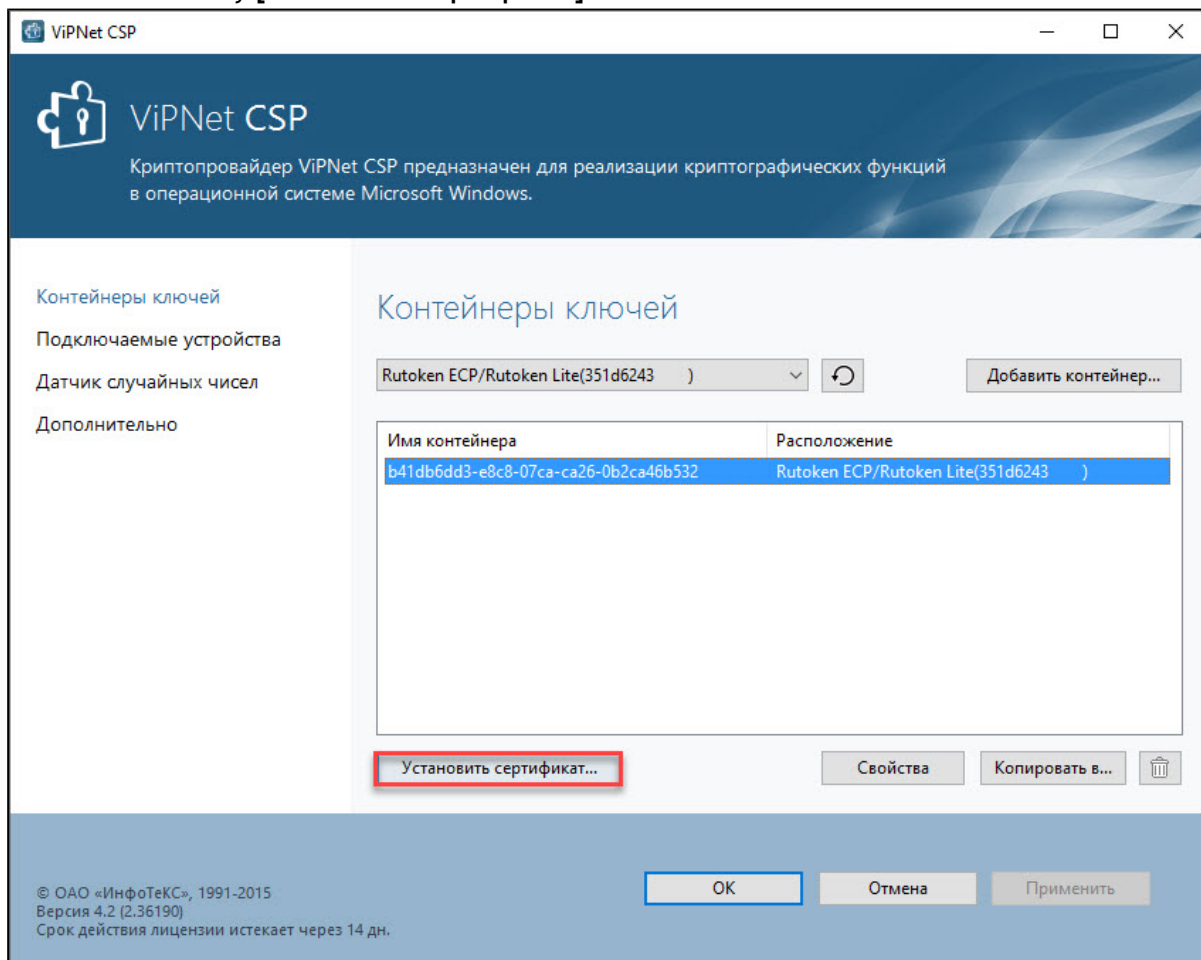 ViPNet CSP
ViPNet CSP
Криптопровайдер ViPNet CSP предназначен для реализации криптографических функций
в операционной системе Microsoft Windows.
Контейнеры ключей
Подключаемые устройства
Датчик случайных чисел
Дополнительно
Контейнеры ключей
Rutoken ECP/Rutoken Lite(351d6243 )
Добавить контейнер...
Имя контейнера Расположение
b41db6dd3-e8c8-07ca-ca26-0b2ca46b532 Rutoken ECP/Rutoken Lite(351d6243 )
Установить сертификат... Свойства Копировать в...
© ОАО «ИнфоТеКС», 1991-2015
Версия 4.2 (2.36190)
Срок действия лицензии истекает через 14 дн.
ОК Отмена Применить